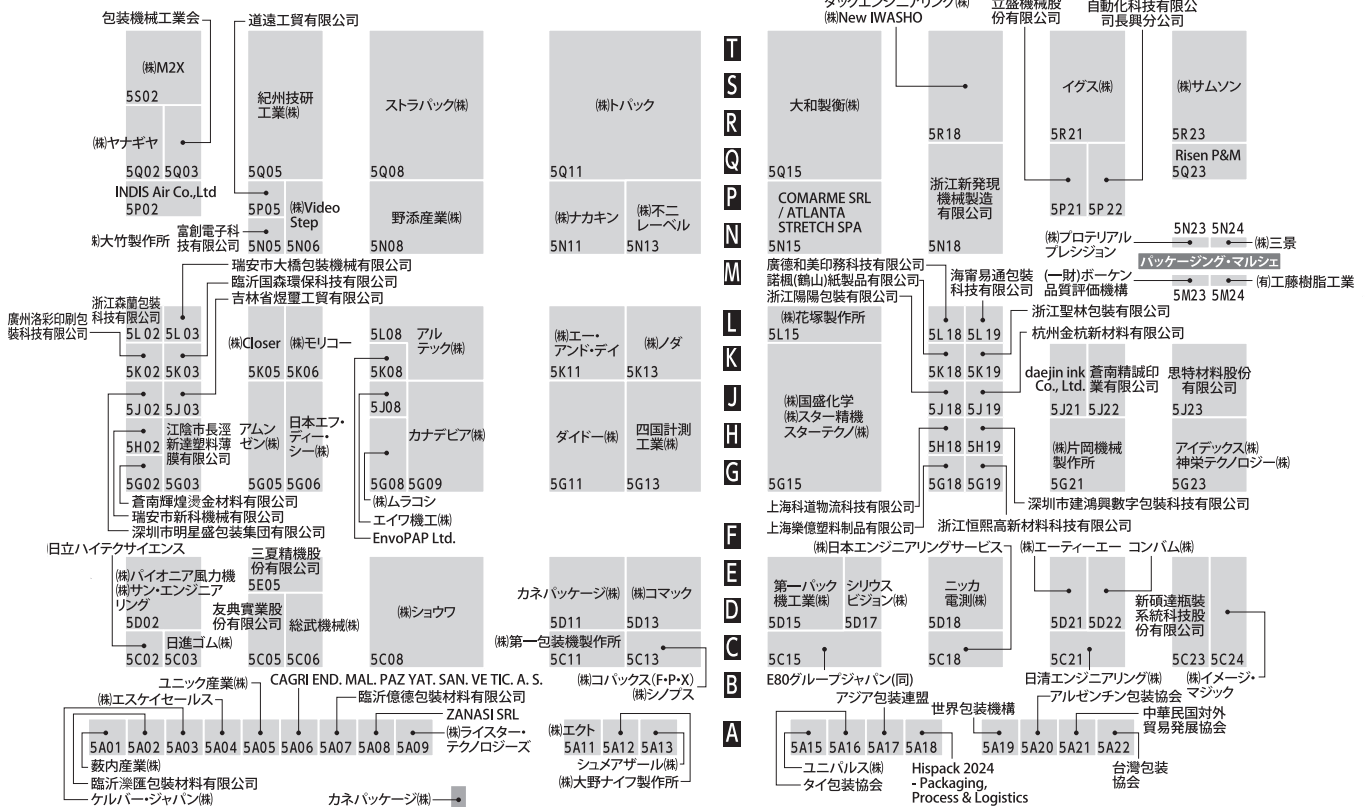 タックエンジニアリング㈱
㈱New IWASHO
立盛機械股
份有限公司
自動化科技有限公
司長興分公司
包装機械工業会
道遠工貿有限公司
㈱M2X
5S02
紀州技研
工業㈱
5Q05
ストラパック㈱
5Q08
㈱トパック
5Q11
T
S
R
Q
P
N
M
L
K
J
H
G
F
E
D
C
B
A
大和製衡㈱
5Q15
5R18
イグス㈱
5R21
㈱サムソン
5R23
㈱ヤナギヤ
5Q02
5Q03
Risen P&M
5Q23
INDIS Air Co.,Ltd
5P02
5P05
㈱Video
Step
5N06
富創電子科
技有限公司
5N05
㈱大竹製作所
野添産業㈱
5N08
㈱ナカキン
5N11
㈱不二
レーベル
5N13
COMARME SRL
/ ATLANTA
STRETCH SPA
5N15
浙江新発現
機械製造
有限公司
5N18
5P21
5P22
㈱プロテリアル
プレシジョン
5N23
5N24
㈱三景
パッケージング・マルシェ
(一財)ボーケン
品質評価機構
5M23
5M24
㈲工藤樹脂工業
瑞安市大橋包裝機械有限公司
臨沂国森環保科技有限公司
吉林省煜璽工貿有限公司
廣德和美印務科技有限公司
諾楓(鶴山)紙製品有限公司
浙江陽陽包裝有限公司
海甯易通包裝
科技有限公司
浙江聖林包裝有限公司
杭州金杭新材料有限公司
浙江森蘭包裝
科技有限公司
5L02
5L03
廣州洛彩印刷包
裝科技有限公司
5K02
5K03
㈱Closer
5K05
㈱モリコー
5K06
5L08
アル
テック㈱
5K08
㈱エー・
アンド・デイ
5K11
㈱ノダ
5K13
㈱花塚製作所
5L15
5L18
5L19
5K18
5K19
5J02
5J03
5J08
㈱国盛化学
㈱スター精機
スターテクノ㈱
5G15
5J18
5J19
daejin ink
Co., Ltd.
5J21
蒼南精誠印
業有限公司
5J22
思特材料股份
有限公司
5J23
5H02
江陰市長涇
新達塑料薄
膜有限公司
5G02
5G03
アムン
ゼン㈱
5G05
日本エフ・
ディー・
シー㈱
5G06
5G08
カナデビア㈱
5G09
ダイドー㈱
5G11
四国計測
工業㈱
5G13
5H18
5H19
5G18
5G19
㈱片岡機械
製作所
5G21
アイデックス㈱
神栄テクノロジー㈱
5G23
蒼南輝煌燙金材料有限公司
瑞安市新科機械有限公司
深圳市明星盛包装集団有限公司
㈱ムラコシ
エイワ機工㈱
EnvoPAP Ltd.
上海科道物流科技有限公司
上海樂億塑料制品有限公司
深圳市建鴻興數字包裝科技有限公司
浙江恒熙高新材料科技有限公司
㈱日立ハイテクサイエンス
㈱パイオニア風力機
㈱サン・エンジニア
リング
5D02
三夏精機股
份有限公司
5E05
友典實業股
份有限公司
5C05
総武機械㈱
5C06
5C02
日進ゴム㈱
5C03
㈱ショウワ
5C08
カネパッケージ㈱
5D11
㈱コマック
5D13
㈱第一包装機製作所
5C11
5C13
㈱コパックス(F・P・X)
㈱シノプス
㈱日本エンジニアリングサービス
第一パック
機工業㈱
5D15
シリウス
ビジョン㈱
5D17
ニッカ
電測㈱
5D18
5C15
5C18
E80グループジャパン(同)
㈱エーティーエー
コンバム㈱
5D21
5D22
5C21
日清エンジニアリング㈱
新碩達瓶裝
系統科技股
份有限公司
5C23
5C24
㈱イメージ・
マジック
ユニック産業㈱
㈱エスケイセールス
CAGRI END. MAL. PAZ YAT. SAN. VE TIC. A. S.
臨沂億德包裝材料有限公司
ZANASI SRL
㈱ライスター・
テクノロジーズ
5A01
5A02
5A03
5A04
5A05
5A06
5A07
5A08
5A09
薮内産業㈱
臨沂濼匯包裝材料有限公司
ケルバー・ジャパン㈱
㈱エクト
5A11
5A12
5A13
シュメアザール㈱
㈱大野ナイフ製作所
アジア包装連盟
5A15
5A16
5A17
5A18
ユニパルス㈱
タイ包装協会
Hispack 2024
- Packaging,
Process & Logistics
世界包装機構
アルゼンチン包装協会
中華民国対外
貿易発展協会
5A19
5A20
5A21
5A22
台湾包装
協会
カネパッケージ㈱